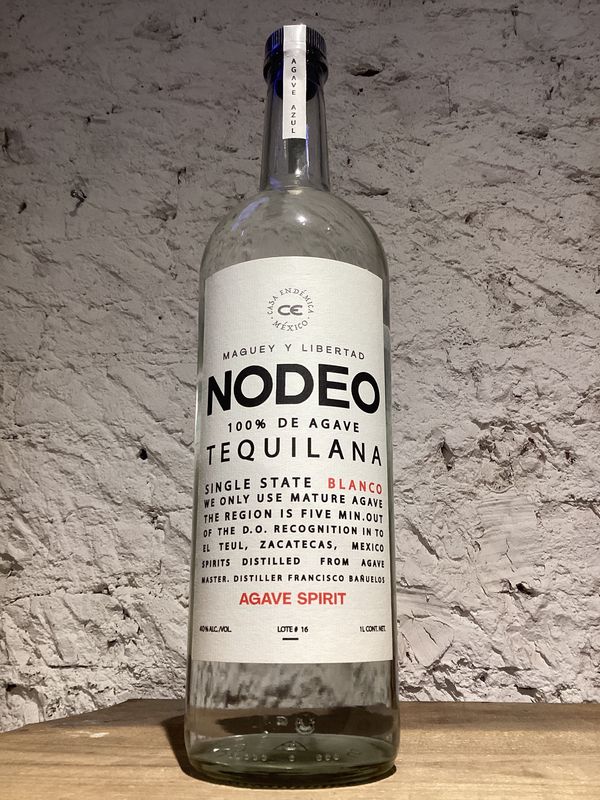 AGAVE AZUL
CASA ENDÉMICA
CE
MÉXICO
MAGUEY Y LIBERTAD
NODEO
100% DE AGAVE
TEQUILANA
SINGLE STATE BLANCO
WE ONLY USE MATURE AGAVE
THE REGION IS FIVE MIN.OUT
OF THE D.O. RECOGNITION IN TO
EL TEUL, ZACATECAS, MEXICO
SPIRITS DISTILLED FROM AGAVE
MASTER. DISTILLER FRANCISCO BAÑUELOS
AGAVE SPIRIT
40% ALC./VOL. LOTE # 16 1L CONT. NET.